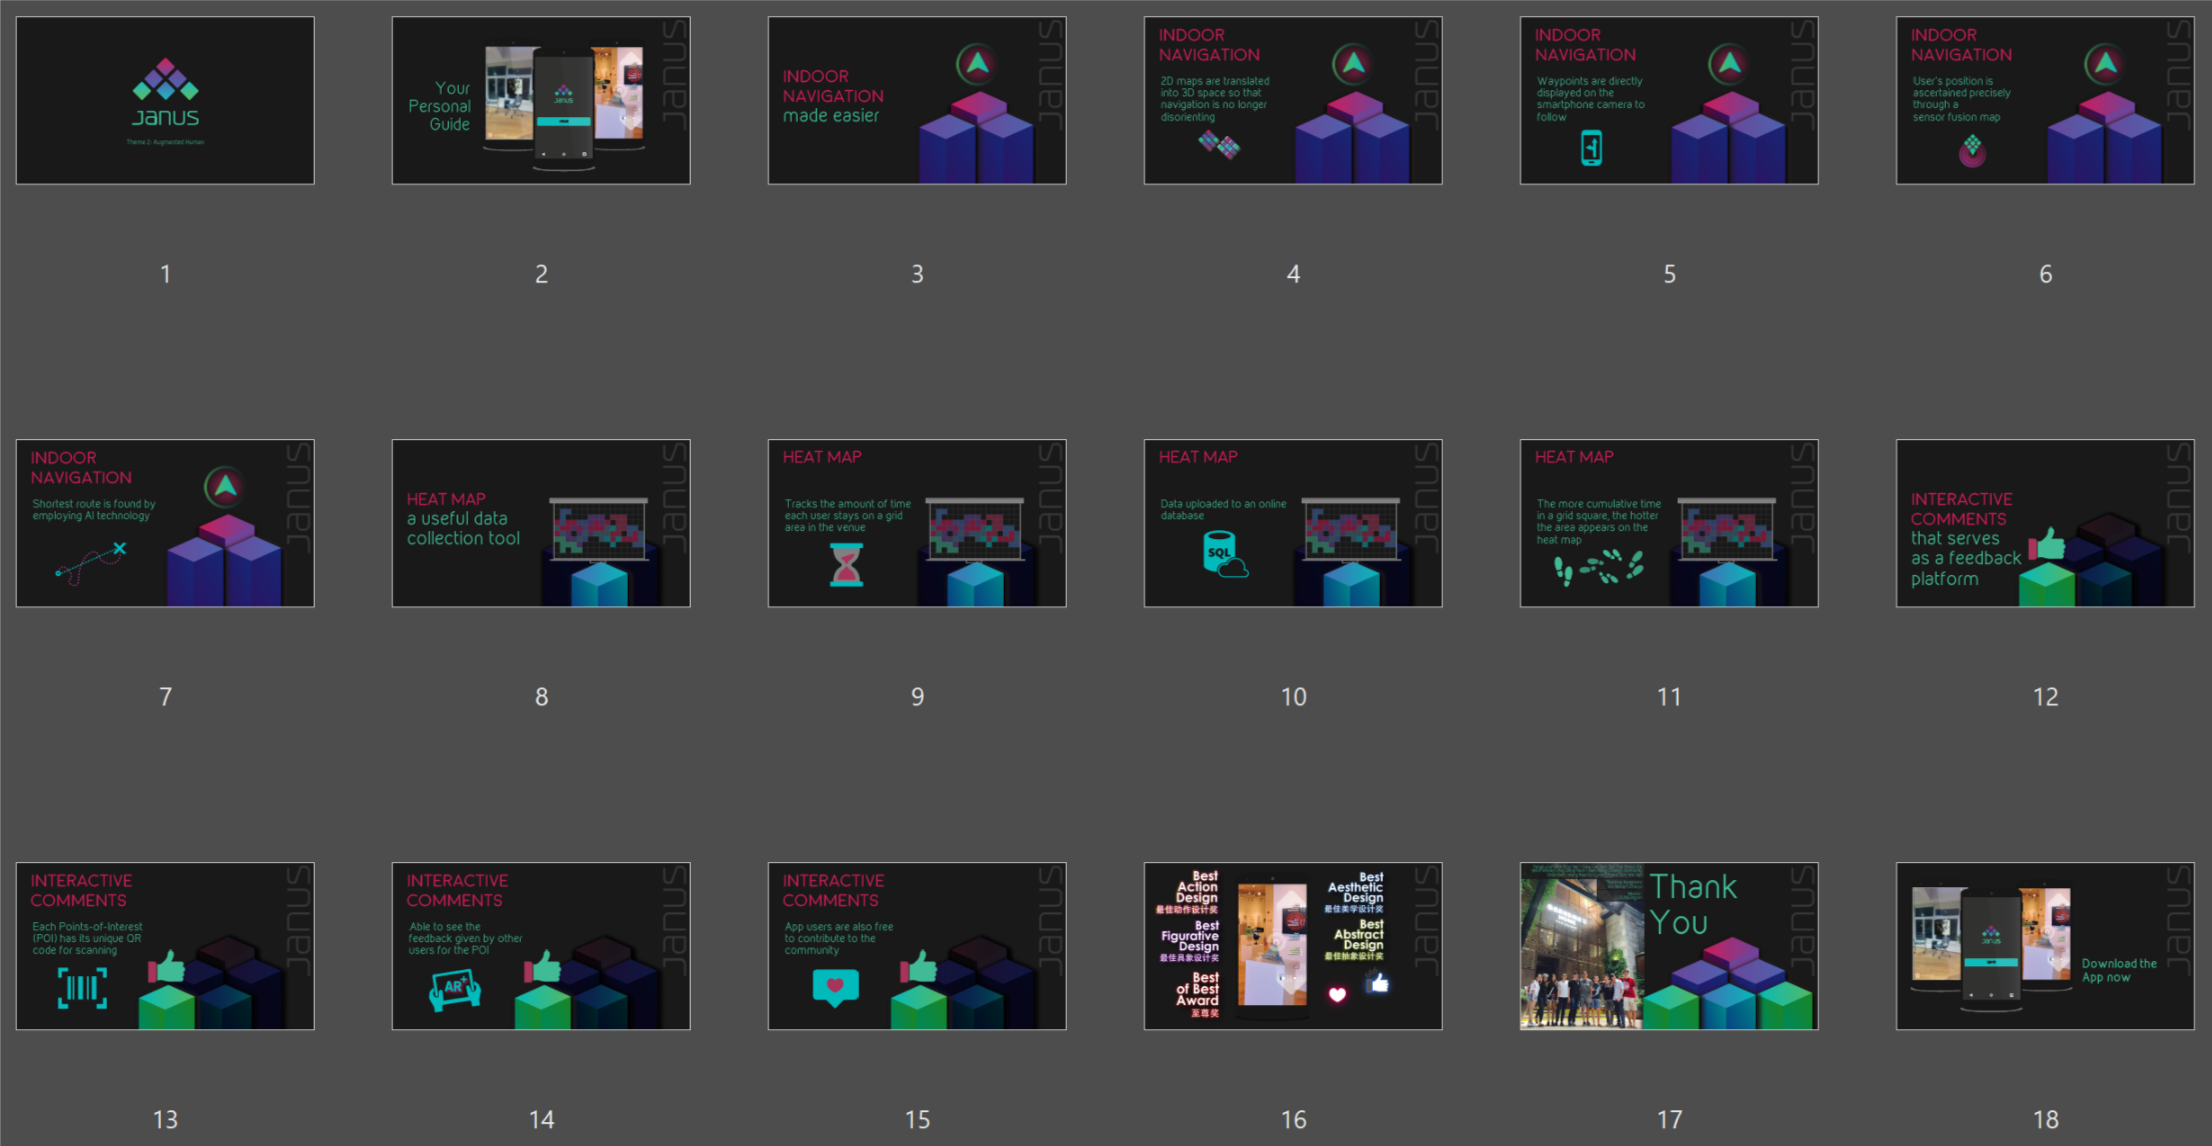 Janus
Theme 2: Augmented Human
1
Your
Personal
Guide
Janus
Janus
2
INDOOR
NAVIGATION
made easier
Janus
3
INDOOR
NAVIGATION
2D maps are translated
into 3D space so that
navigation is no longer
disorienting
Janus
4
INDOOR
NAVIGATION
Waypoints are directly
displayed on the
smartphone camera to
follow
Janus
5
INDOOR
NAVIGATION
User's position is
ascertained precisely
through a
sensor fusion map
Janus
6
INDOOR
NAVIGATION
Shortest route is found by
employing AI technology
Janus
7
HEAT MAP
a useful data
collection tool
Janus
8
HEAT MAP
Tracks the amount of time
each user stays on a grid
area in the venue
Janus
9
HEAT MAP
Data uploaded to an online
database
SQL
Janus
10
HEAT MAP
The more cumulative time
in a grid square, the hotter
the area appears on the
heat map
Janus
11
INTERACTIVE
COMMENTS
that serves
as a feedback
platform
Janus
12
INTERACTIVE
COMMENTS
Each Points-of-Interest
(POI) has its unique QR
code for scanning
Janus
13
INTERACTIVE
COMMENTS
Able to see the
feedback given by other
users for the POI
AR+
Janus
14
INTERACTIVE
COMMENTS
App users are also free
to contribute to the
community
Janus
15
Best
Action
Design
最佳动作设计奖
Best
Figurative
Design
最佳具象设计奖
Best
of Best
Award
至尊奖
Best
Aesthetic
Design
最佳美学设计奖
Best
Abstract
Design
最佳抽象设计奖
Janus
16
Thank
You
Janus
17
Janus
Download the
App now
Janus
18